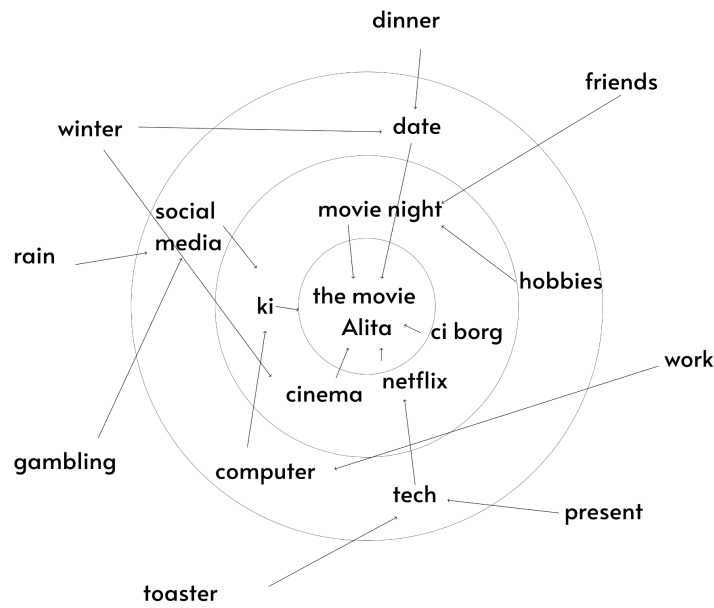 dinner
friends
winter
date
social
media
movie night
rain
hobbies
ki
the movie
Alita
ci borg
work
cinema
netflix
gambling
computer
tech
present
toaster